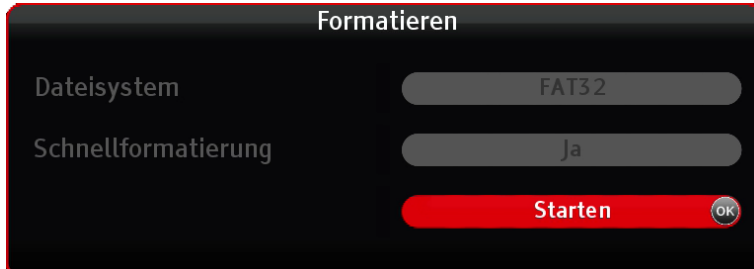 Formatieren
Dateisystem FAT32
Schnellformatierung Ja
Starten OK